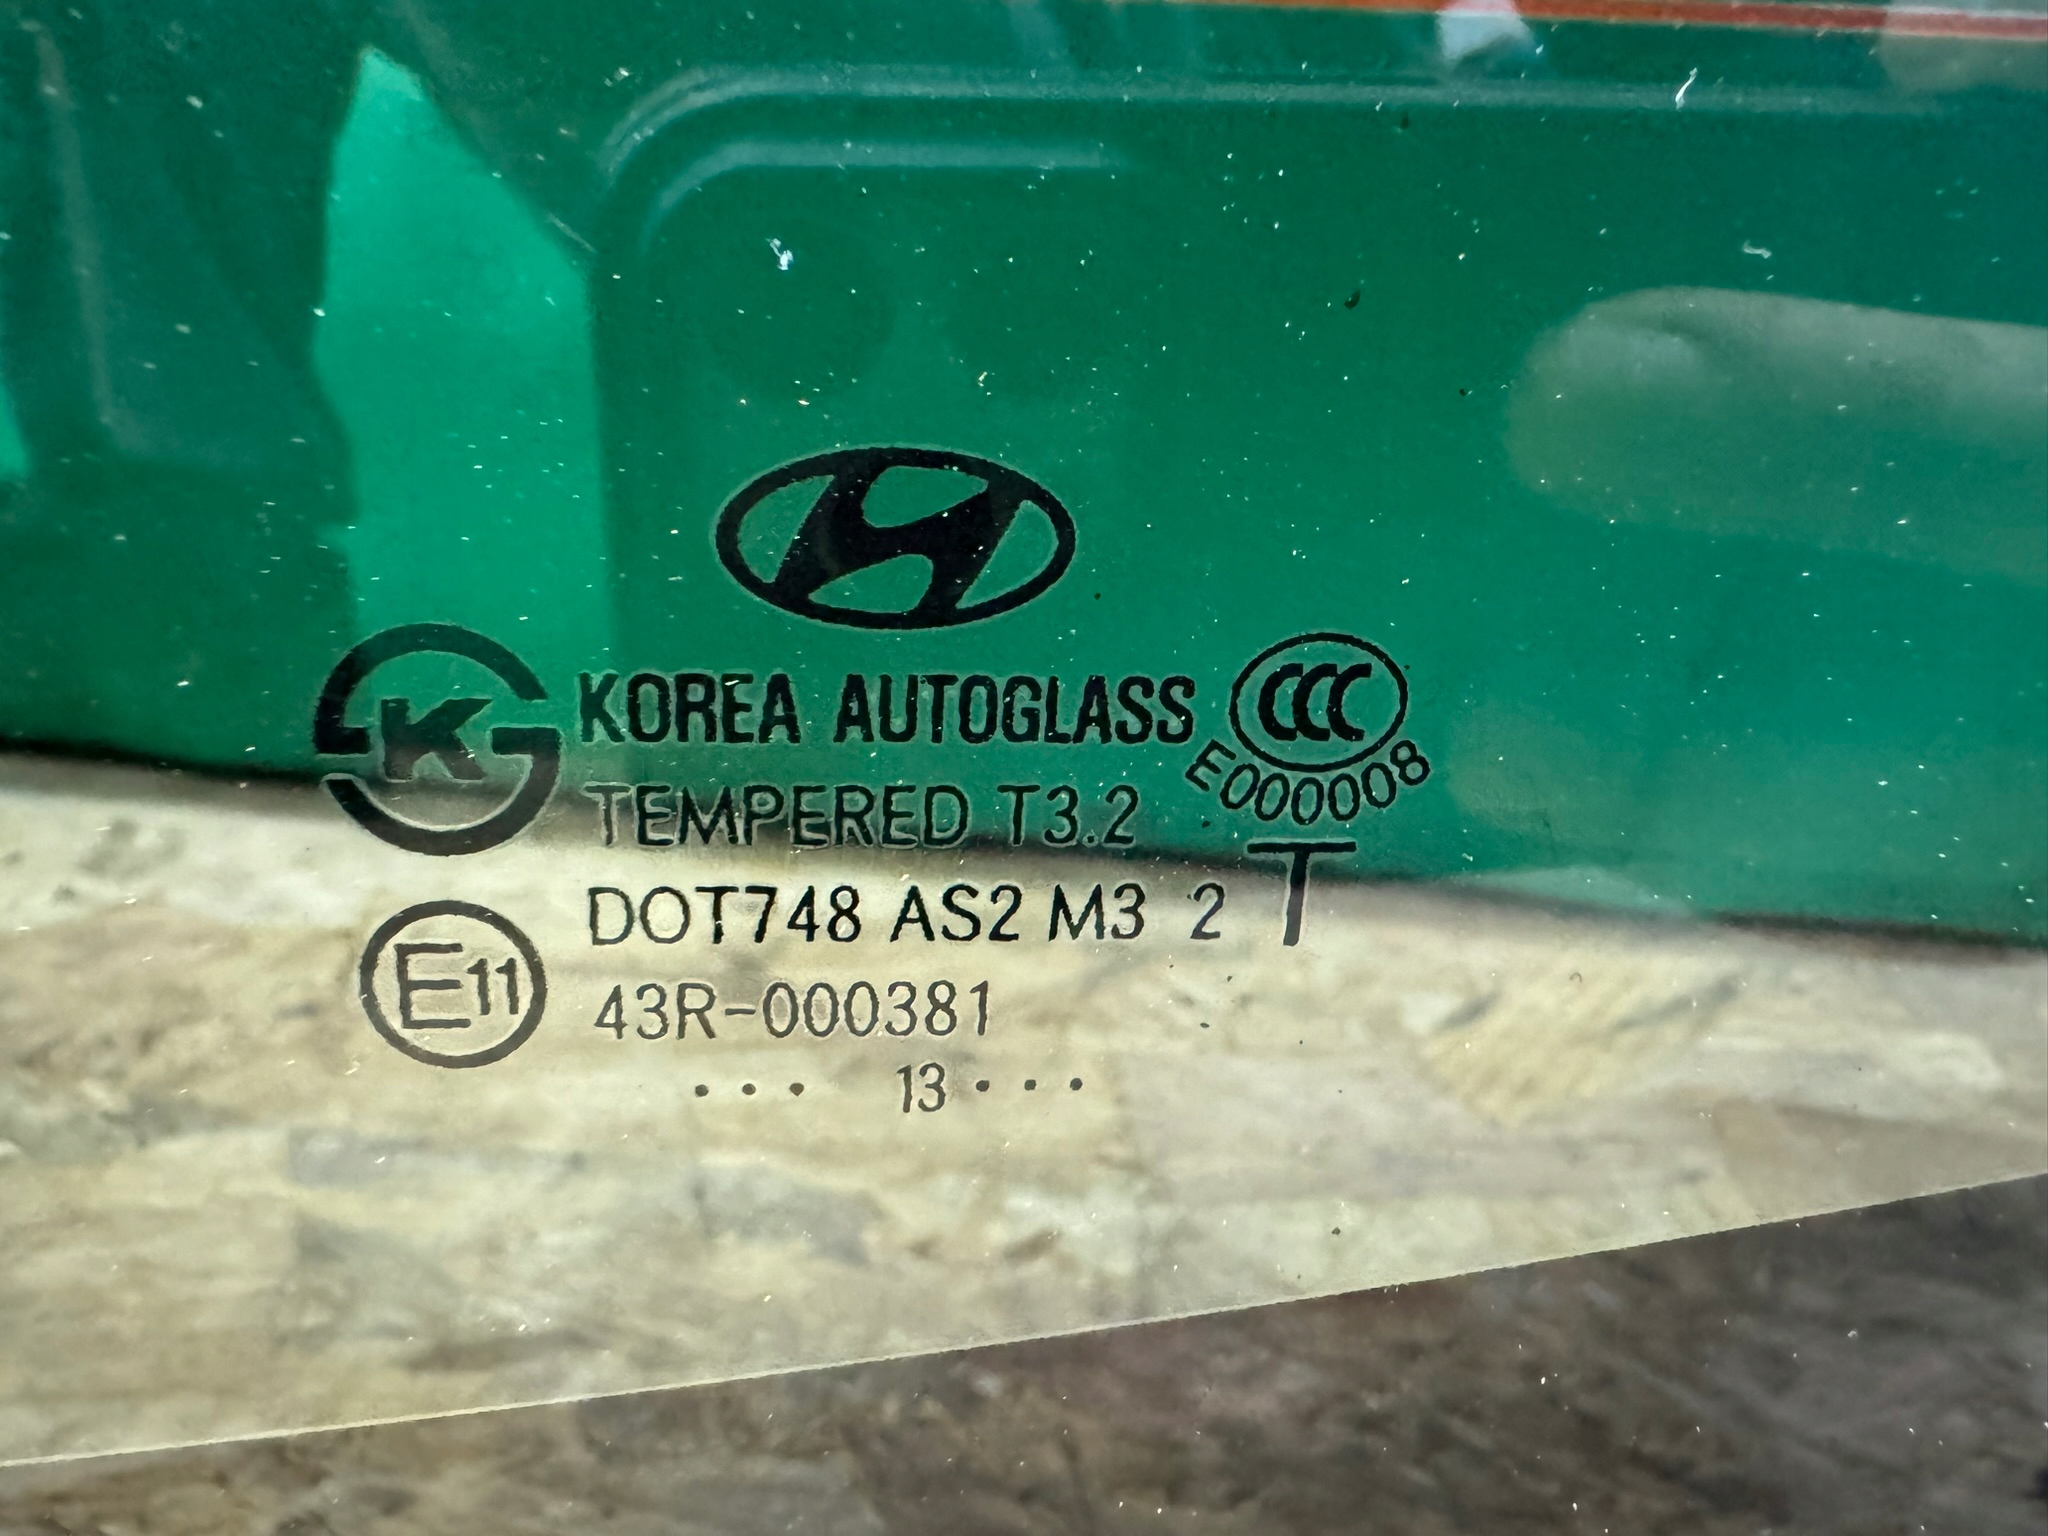 K
KOREA AUTOGLASS
CCC
E000008
TEMPERED T3.2
T
DOT748 AS2 M3 2
E11
43R-000381
... 13 ...